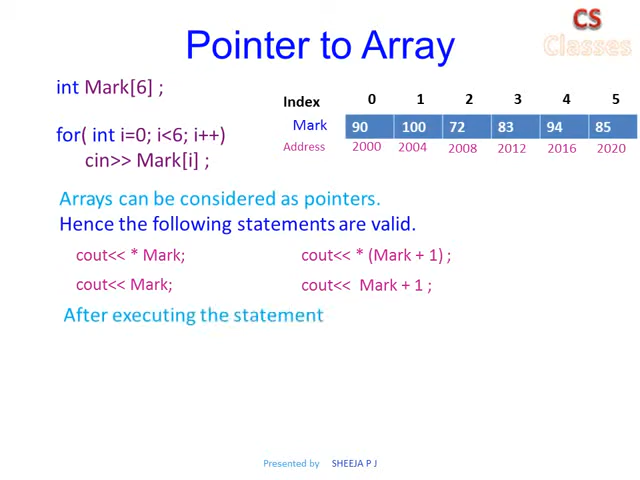 CS
Classes
Pointer to Array
int Mark[6] ;
for( int i=0; i<6; i++)
cin>> Mark[i] ;
Index 0 1 2 3 4 5
Mark 90 100 72 83 94 85
Address 2000 2004 2008 2012 2016 2020
Arrays can be considered as pointers.
Hence the following statements are valid.
cout<< * Mark; cout<< * (Mark + 1) ;
cout<< Mark; cout<< Mark + 1 ;
After executing the statement
Presented by SHEEJA P J